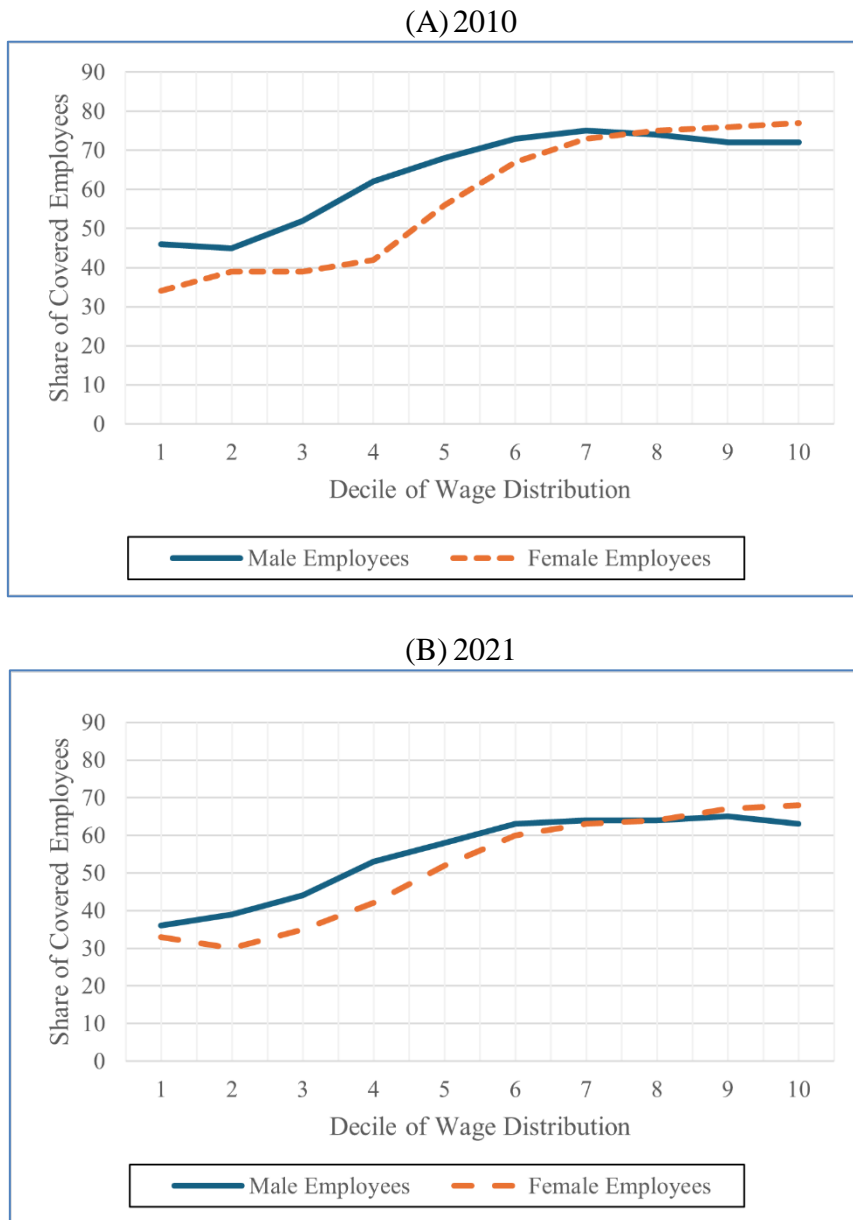 (A) 2010
Share of Covered Employees
90
80
70
60
50
40
30
20
10
0
1 2 3 4 5 6 7 8 9 10
Decile of Wage Distribution
Male Employees Female Employees
(B) 2021
Share of Covered Employees
90
80
70
60
50
40
30
20
10
0
1 2 3 4 5 6 7 8 9 10
Decile of Wage Distribution
Male Employees Female Employees